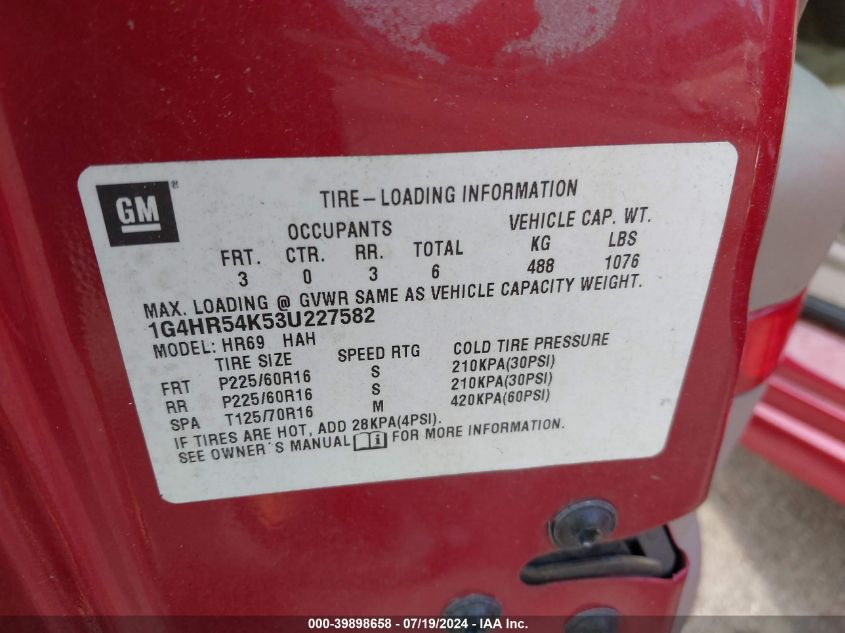 GM®
TIRE-LOADING INFORMATION
OCCUPANTS VEHICLE CAP. WT.
FRT. CTR. RR. TOTAL KG LBS
3 0 3 6 488 1076
MAX. LOADING @ GVWR SAME AS VEHICLE CAPACITY WEIGHT.
1G4HR54K53U227582
MODEL: HR69 HAH
TIRE SIZE SPEED RTG COLD TIRE PRESSURE
FRT P225/60R16 S 210KPA(30PSI)
RR P225/60R16 S 210KPA(30PSI)
SPA T125/70R16 M 420KPA(60PSI)
IF TIRES ARE HOT, ADD 28KPA(4PSI).
SEE OWNER'S MANUAL FOR MORE INFORMATION.
000-39898658 - 07/19/2024 - IAA Inc.